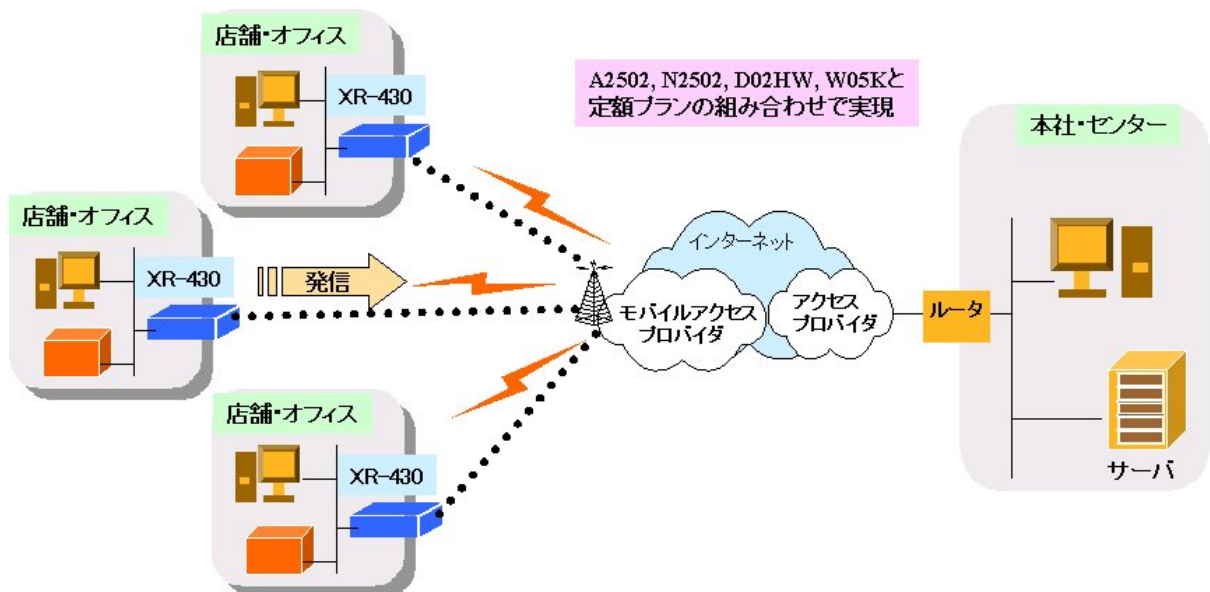 店舗・オフィス
XR-430
A2502, N2502, D02HW, W05Kと
定額プランの組み合わせで実現
本社・センター
店舗・オフィス
XR-430
発信
インターネット
モバイルアクセス
プロバイダ
アクセス
プロバイダ
ルータ
店舗・オフィス
XR-430
サーバ